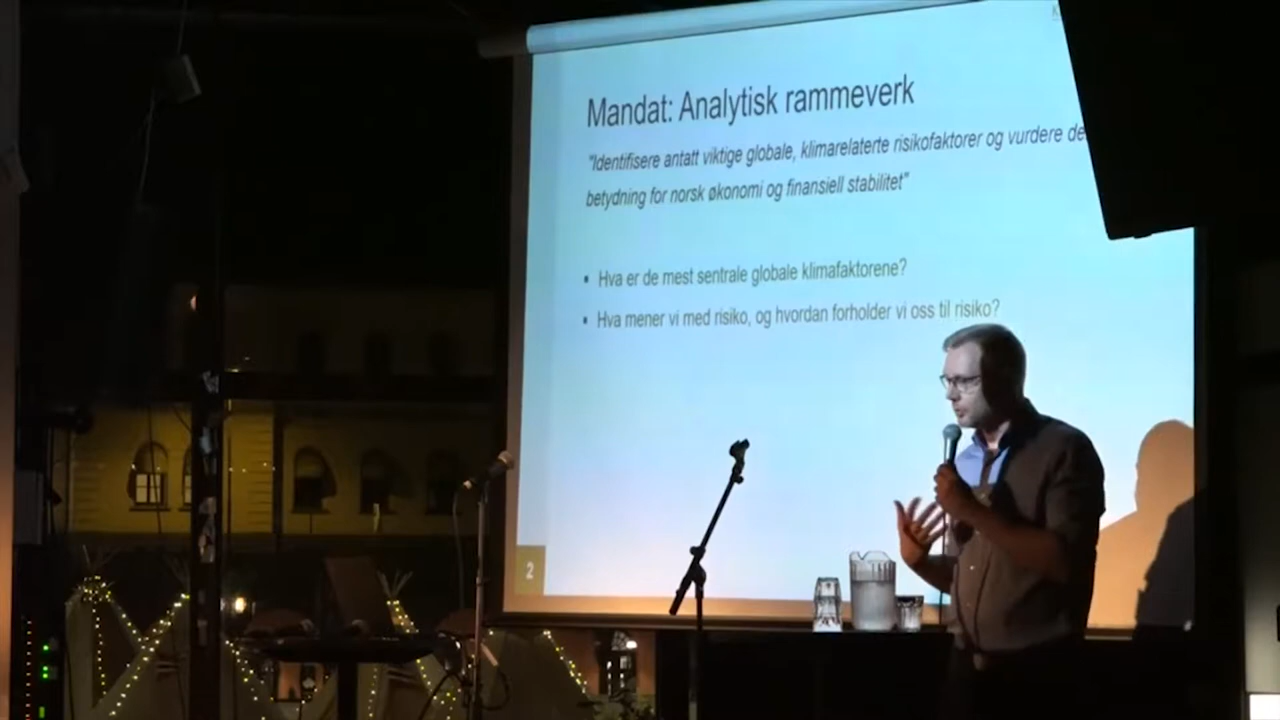 Mandat: Analytisk rammeverk
"Identifisere antatt viktige globale, klimarelaterte risikofaktorer og vurdere
betydning for norsk økonomi og finansiell stabilitet"
▪ Hva er de mest sentrale globale klimafaktorene?
▪ Hva mener vi med risiko, og hvordan forholder vi oss til risiko?
2